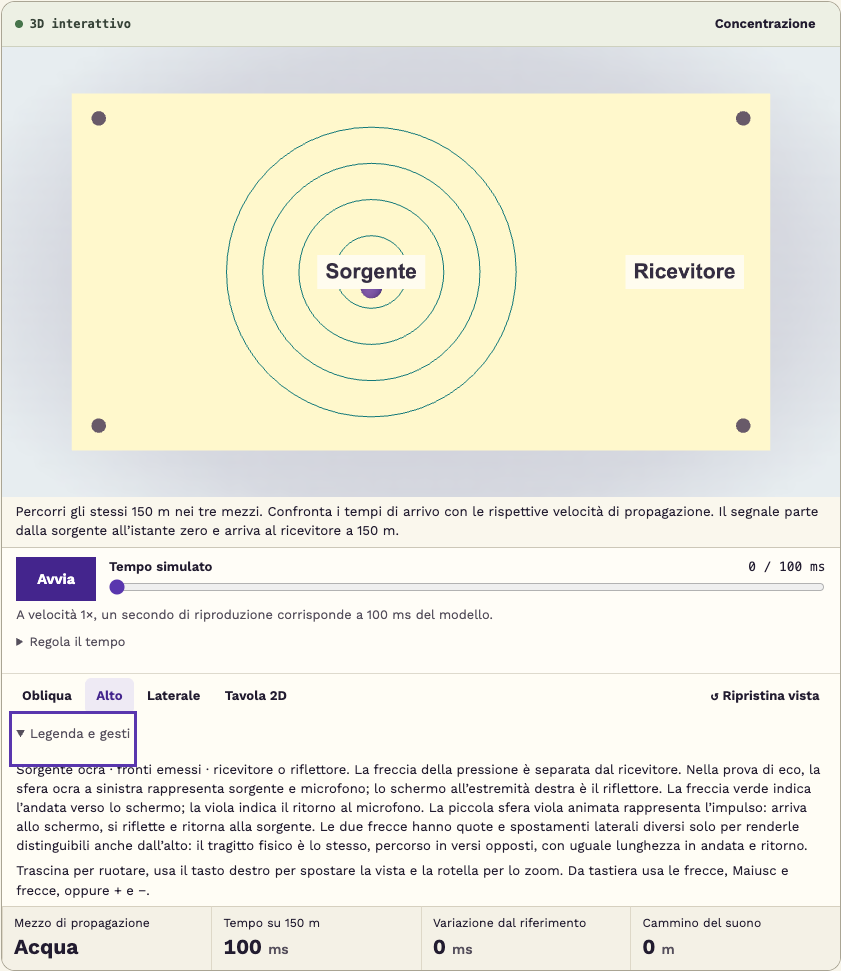 3D interattivo
Concentrazione
Sorgente
Ricevitore
Percorri gli stessi 150 m nei tre mezzi. Confronta i tempi di arrivo con le rispettive velocità di propagazione. Il segnale parte
dalla sorgente all’istante zero e arriva al ricevitore a 150 m.
Avvia
Tempo simulato
0 / 100 ms
A velocità 1×, un secondo di riproduzione corrisponde a 100 ms del modello.
▶ Regola il tempo
Obliqua
Alto
Laterale
Tavola 2D
↺ Ripristina vista
▼ Legenda e gesti
Sorgente ocra · fronti emessi · ricevitore o riflettore. La freccia della pressione è separata dal ricevitore. Nella prova di eco, la
sfera ocra a sinistra rappresenta sorgente e microfono; lo schermo all’estremità destra è il riflettore. La freccia verde indica
l’andata verso lo schermo; la viola indica il ritorno al microfono. La piccola sfera viola animata rappresenta l’impulso: arriva
allo schermo, si riflette e ritorna alla sorgente. Le due frecce hanno quote e spostamenti laterali diversi solo per renderle
distinguibili anche dall’alto: il tragitto fisico è lo stesso, percorso in versi opposti, con uguale lunghezza in andata e ritorno.
Trascina per ruotare, usa il tasto destro per spostare la vista e la rotella per lo zoom. Da tastiera usa le frecce, Maiusc e
frecce, oppure + e −.
Mezzo di propagazione
Acqua
Tempo su 150 m
100 ms
Variazione dal riferimento
0 ms
Cammino del suono
0 m